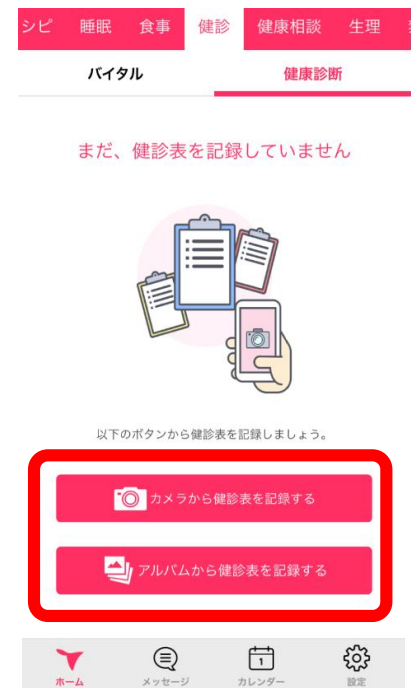 シピ 睡眠 食事 健診 健康相談 生理
バイタル 健康診断
まだ、健診表を記録していません
以下のボタンから健診表を記録しましょう。
カメラから健診表を記録する
アルバムから健診表を記録する
1
ホーム メッセージ カレンダー 設定